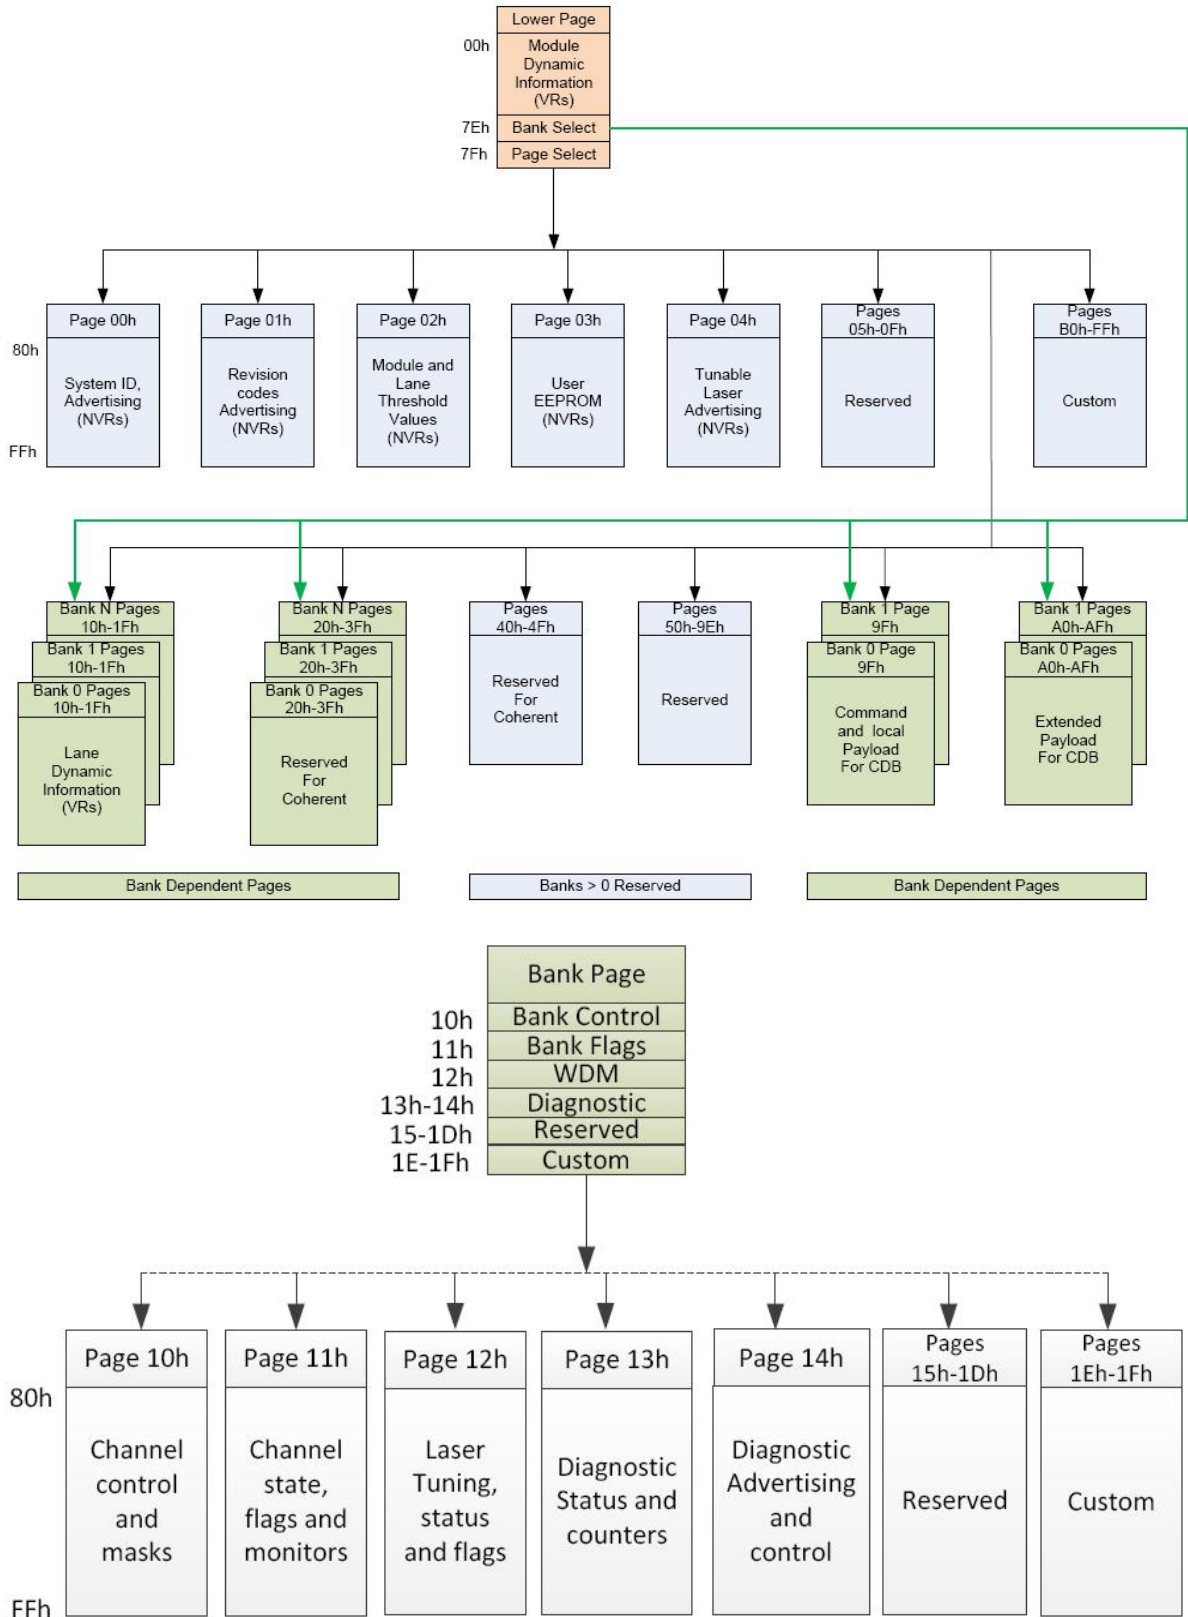 Lower Page
00h
Module
Dynamic
Information
(VRs)
7Eh
Bank Select
7Fh
Page Select
Page 00h
80h
System ID,
Advertising
(NVRs)
FFh
Page 01h
Revision
codes
Advertising
(NVRs)
Page 02h
Module and
Lane
Threshold
Values
(NVRs)
Page 03h
User
EEPROM
(NVRs)
Page 04h
Tunable
Laser
Advertising
(NVRs)
Pages
05h-0Fh
Reserved
Pages
B0h-FFh
Custom
Bank N Pages
10h-1Fh
Bank 1 Pages
10h-1Fh
Bank 0 Pages
10h-1Fh
Lane
Dynamic
Information
(VRs)
Bank N Pages
20h-3Fh
Bank 1 Pages
20h-3Fh
Bank 0 Pages
20h-3Fh
Reserved
For
Coherent
Pages
40h-4Fh
Reserved
For
Coherent
Pages
50h-9Eh
Reserved
Bank 1 Page
9Fh
Bank 0 Page
9Fh
Command
and local
Payload
For CDB
Bank 1 Pages
A0h-AFh
Bank 0 Pages
A0h-AFh
Extended
Payload
For CDB
Bank Dependent Pages
Banks > 0 Reserved
Bank Dependent Pages
Bank Page
10h
Bank Control
11h
Bank Flags
12h
WDM
13h-14h
Diagnostic
15-1Dh
Reserved
1E-1Fh
Custom
Page 10h
80h
Channel
control
and
masks
FFh
Page 11h
Channel
state,
flags and
monitors
Page 12h
Laser
Tuning,
status
and flags
Page 13h
Diagnostic
Status and
counters
Page 14h
Diagnostic
Advertising
and
control
Pages
15h-1Dh
Reserved
Pages
1Eh-1Fh
Custom